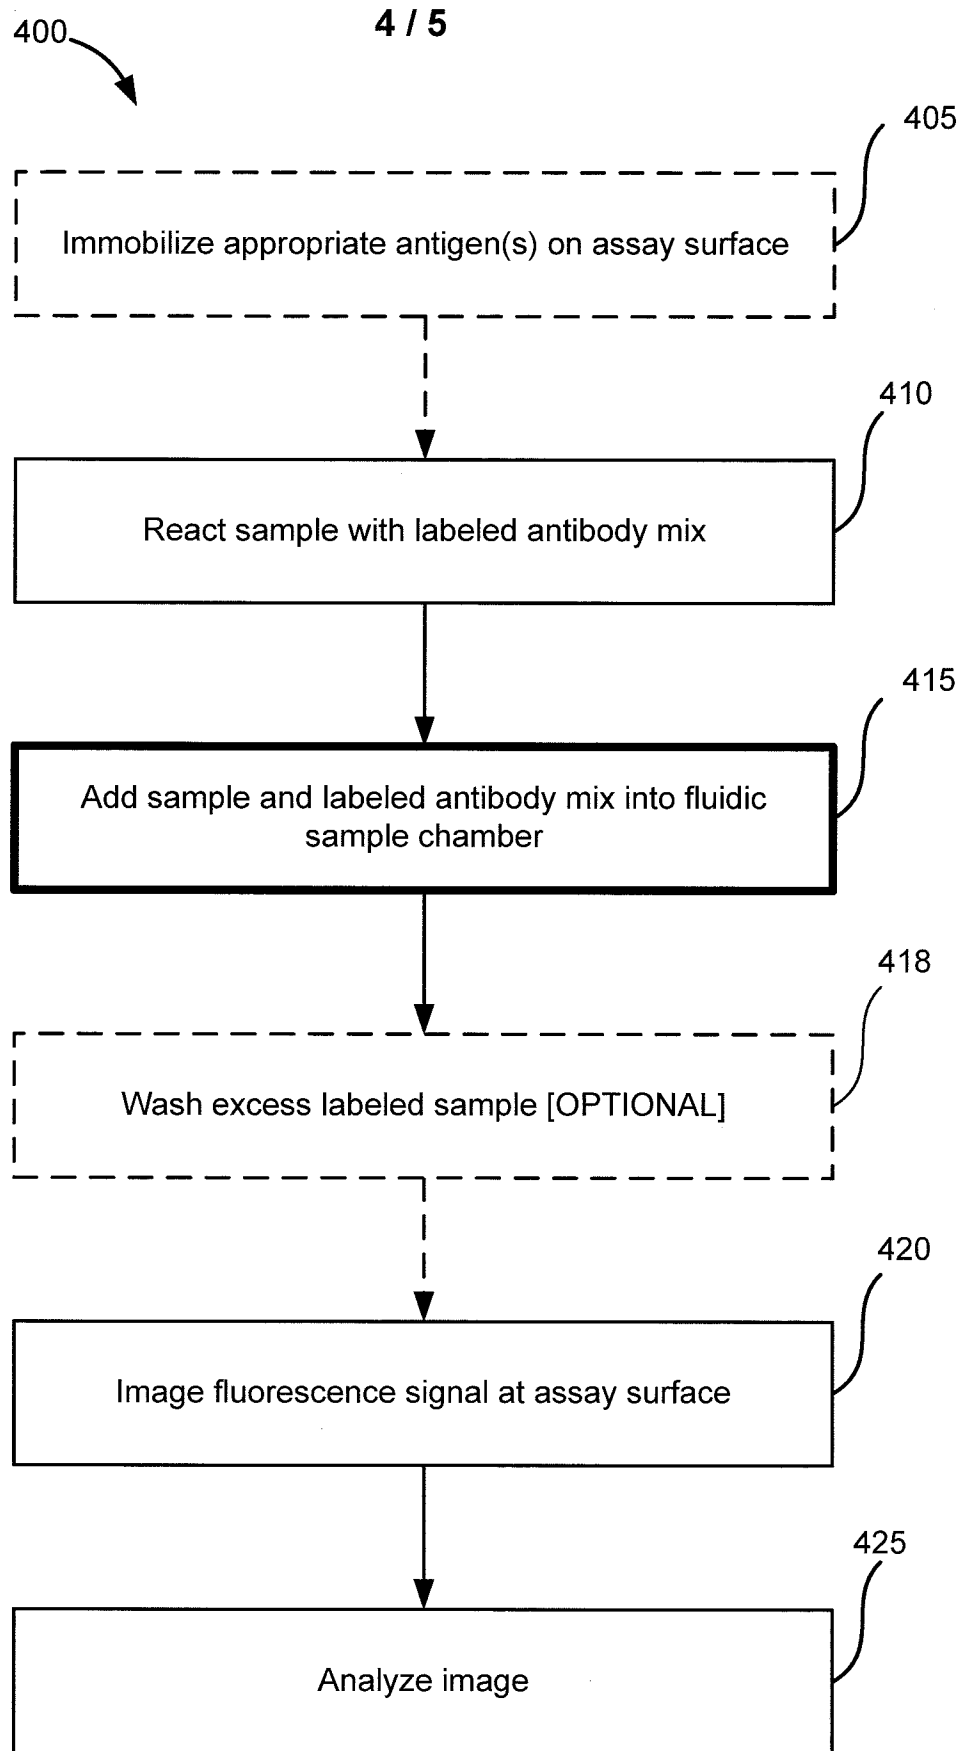 4 / 5
400
405
Immobilize appropriate antigen(s) on assay surface
410
React sample with labeled antibody mix
415
Add sample and labeled antibody mix into fluidic
sample chamber
418
Wash excess labeled sample [OPTIONAL]
420
Image fluorescence signal at assay surface
425
Analyze image